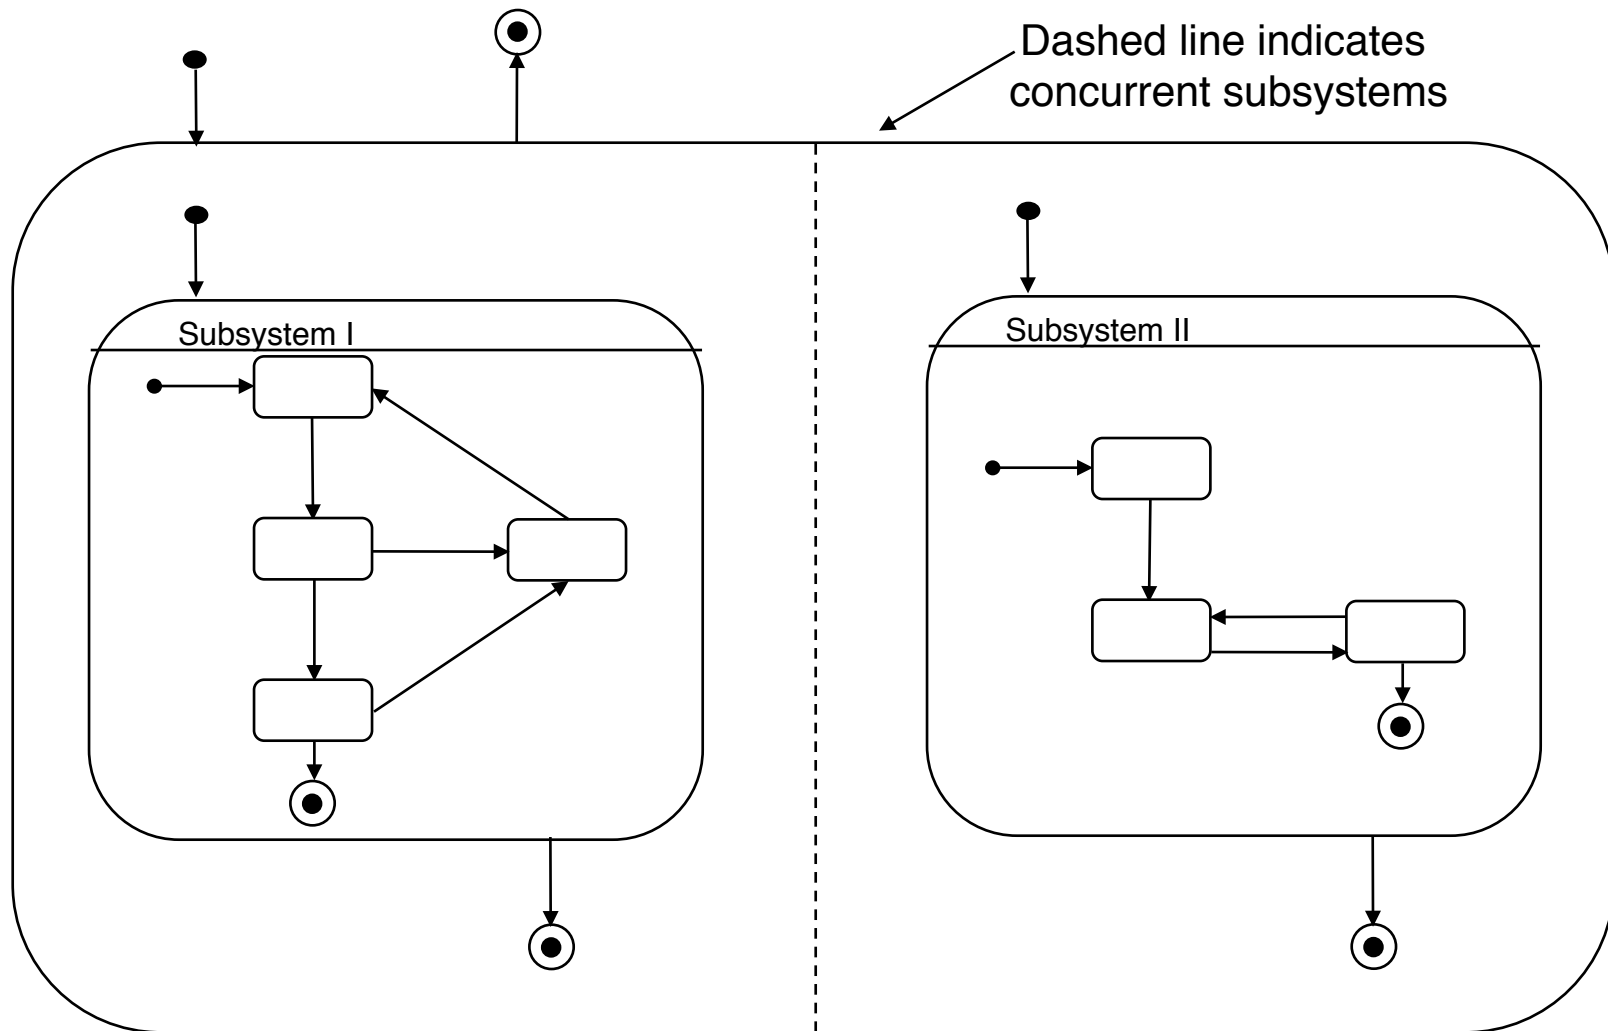 Dashed line indicates
concurrent subsystems
Subsystem I
Subsystem II